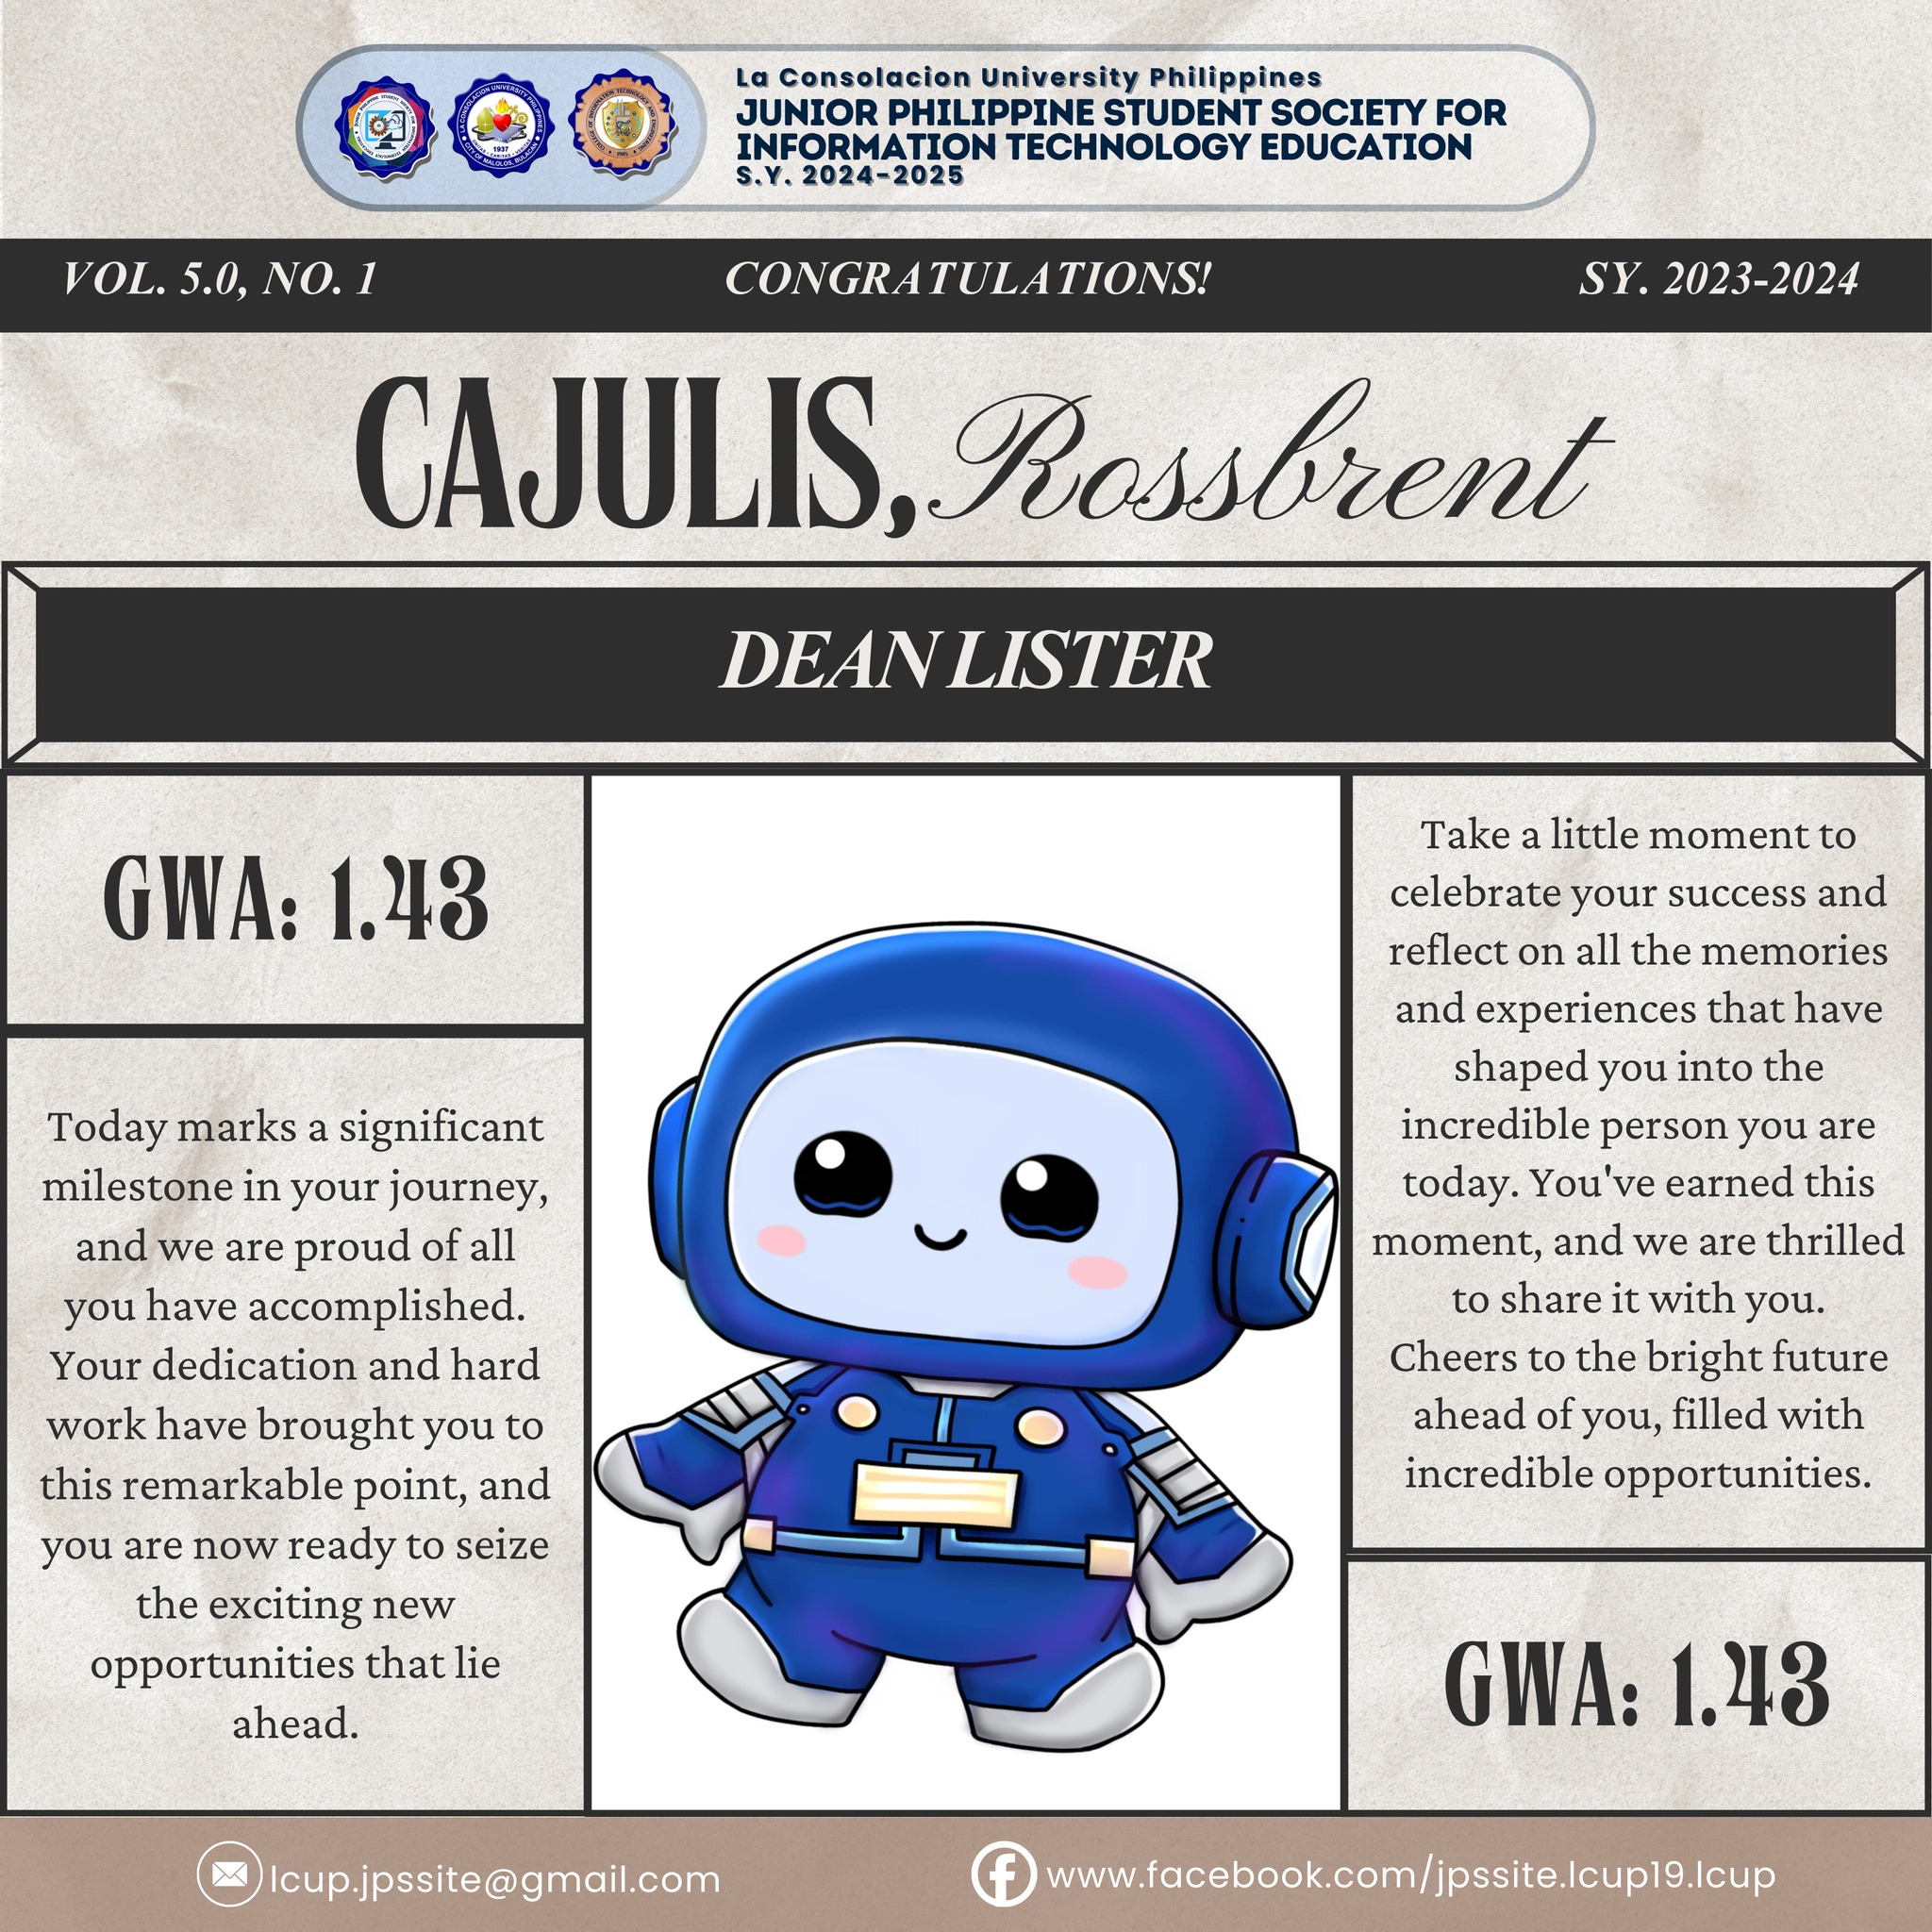 La Consolacion University Philippines
JUNIOR PHILIPPINE STUDENT SOCIETY FOR
INFORMATION TECHNOLOGY EDUCATION
S.Y. 2024-2025
VOL. 5.0, NO. 1
CONGRATULATIONS!
SY. 2023-2024
CAJULIS, Rossbrent
DEAN LISTER
GWA: 1.43
Today marks a significant
milestone in your journey,
and we are proud of all
you have accomplished.
Your dedication and hard
work have brought you to
this remarkable point, and
you are now ready to seize
the exciting new
opportunities that lie
ahead.
Take a little moment to
celebrate your success and
reflect on all the memories
and experiences that have
shaped you into the
incredible person you are
today. You've earned this
moment, and we are thrilled
to share it with you.
Cheers to the bright future
ahead of you, filled with
incredible opportunities.
GWA: 1.43
lcup.jpssite@gmail.com
www.facebook.com/jpssite.lcup19.lcup